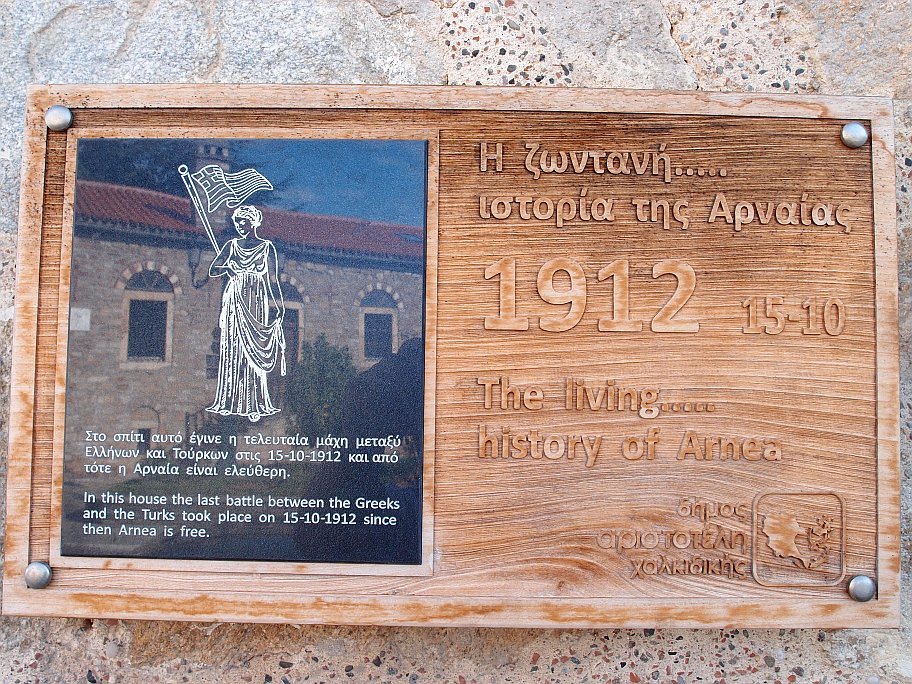 Στο σπίτι αυτό έγινε η τελευταία μάχη μεταξύ
Ελλήνων και Τούρκων στις 15-10-1912 και από
τότε η Αρναία είναι ελεύθερη.
In this house the last battle between the Greeks
and the Turks took place on 15-10-1912 since
then Arnea is free.
Η ζωντανή.....
ιστορία της Αρναίας
1912 15-10
The living.....
history of Arnea
δήμος
αριστοτέλη
χαλκιδικής